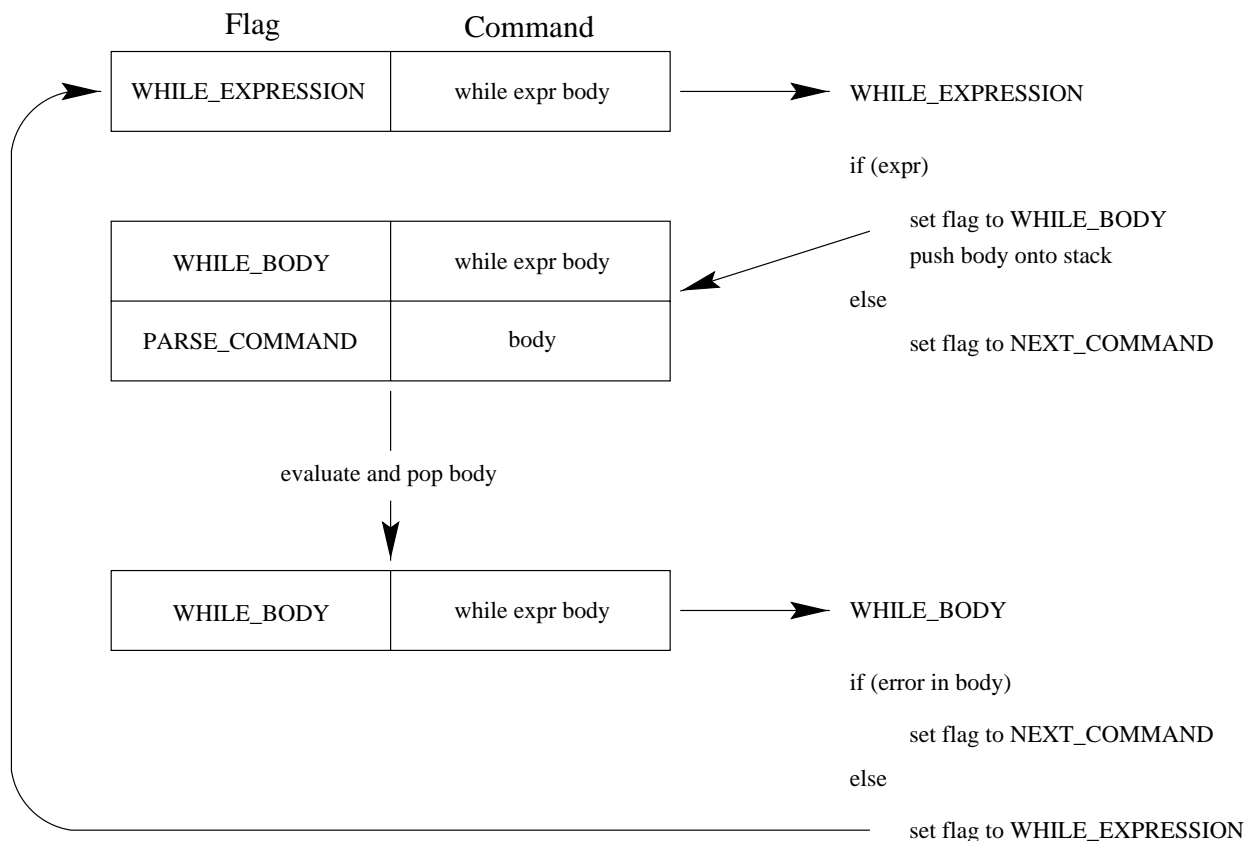 Flag Command
WHILE_EXPRESSION while expr body WHILE_EXPRESSION
if (expr)
set flag to WHILE_BODY
push body onto stack
WHILE_BODY while expr body
else
PARSE_COMMAND body
set flag to NEXT_COMMAND
evaluate and pop body
WHILE_BODY while expr body WHILE_BODY
if (error in body)
set flag to NEXT_COMMAND
else
set flag to WHILE_EXPRESSION